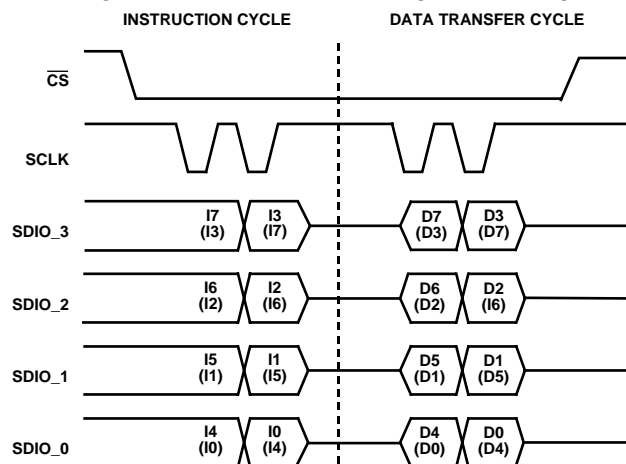 INSTRUCTION CYCLE DATA TRANSFER CYCLE
CS
SCLK
SDIO_3 I7 I3 D7 D3
(I3) (I7) (D3) (D7)
SDIO_2 I6 I2 D6 D2
(I2) (I6) (D2) (I6)
SDIO_1 I5 I1 D5 D1
(I1) (I5) (D1) (D5)
SDIO_0 I4 I0 D4 D0
(I0) (I4) (D0) (D4)